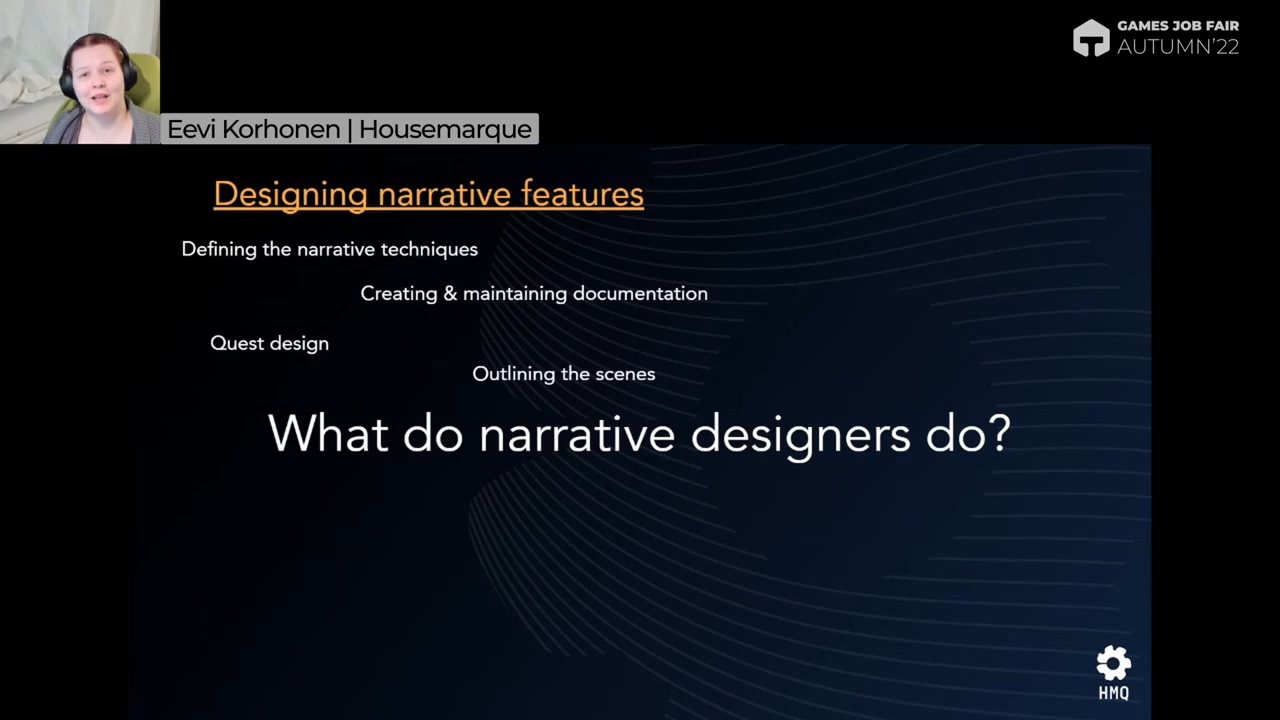 GAMES JOB FAIR
AUTUMN'22
Eevi Korhonen | Housemarque
Designing narrative features
Defining the narrative techniques
Creating & maintaining documentation
Quest design
Outlining the scenes
What do narrative designers do?
HMQ